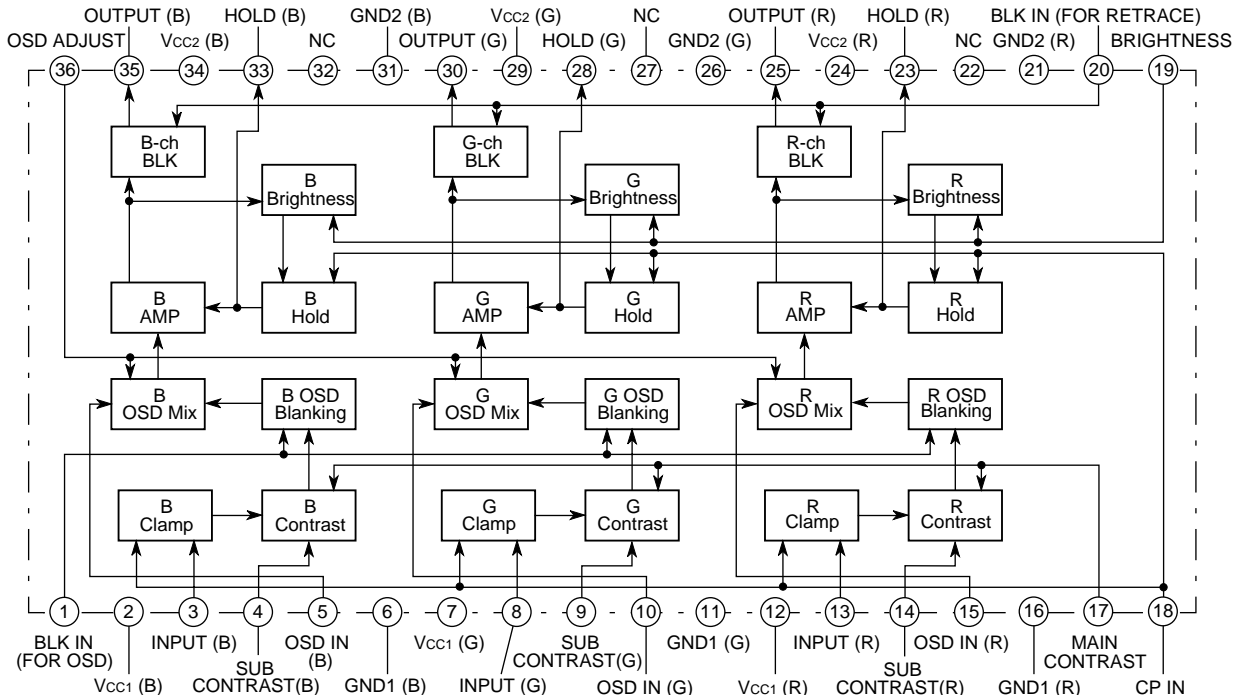 OUTPUT (B) HOLD (B) GND2 (B) VCC2 (G) NC OUTPUT (R) HOLD (R) BLK IN (FOR RETRACE)
OSD ADJUST VCC2 (B) NC OUTPUT (G) HOLD (G) GND2 (G) VCC2 (R) NC GND2 (R) BRIGHTNESS
36 35 34 33 32 31 30 29 28 27 26 25 24 23 22 21 20 19
B-ch BLK
G-ch BLK
R-ch BLK
B Brightness
G Brightness
R Brightness
B AMP
B Hold
G AMP
G Hold
R AMP
R Hold
B OSD Mix
B OSD Blanking
G OSD Mix
G OSD Blanking
R OSD Mix
R OSD Blanking
B Clamp
B Contrast
G Clamp
G Contrast
R Clamp
R Contrast
1 2 3 4 5 6 7 8 9 10 11 12 13 14 15 16 17 18
BLK IN (FOR OSD)
VCC1 (B)
INPUT (B)
SUB CONTRAST(B)
OSD IN (B)
GND1 (B)
VCC1 (G)
INPUT (G)
SUB CONTRAST(G)
OSD IN (G)
GND1 (G)
VCC1 (R)
INPUT (R)
SUB CONTRAST(R)
OSD IN (R)
GND1 (R)
MAIN CONTRAST
CP IN